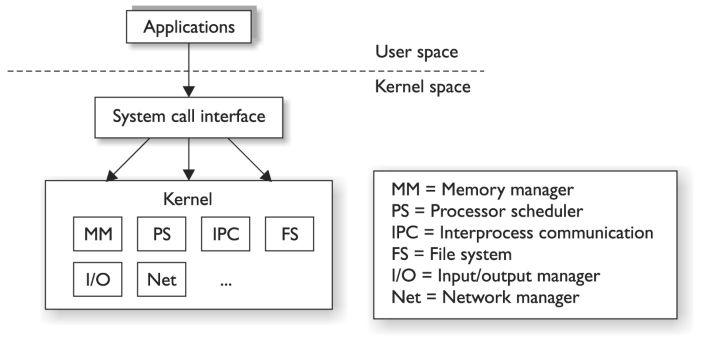 Applications
User space
Kernel space
System call interface
Kernel
MM PS IPC FS
I/O Net ...
MM = Memory manager
PS = Processor scheduler
IPC = Interprocess communication
FS = File system
I/O = Input/output manager
Net = Network manager